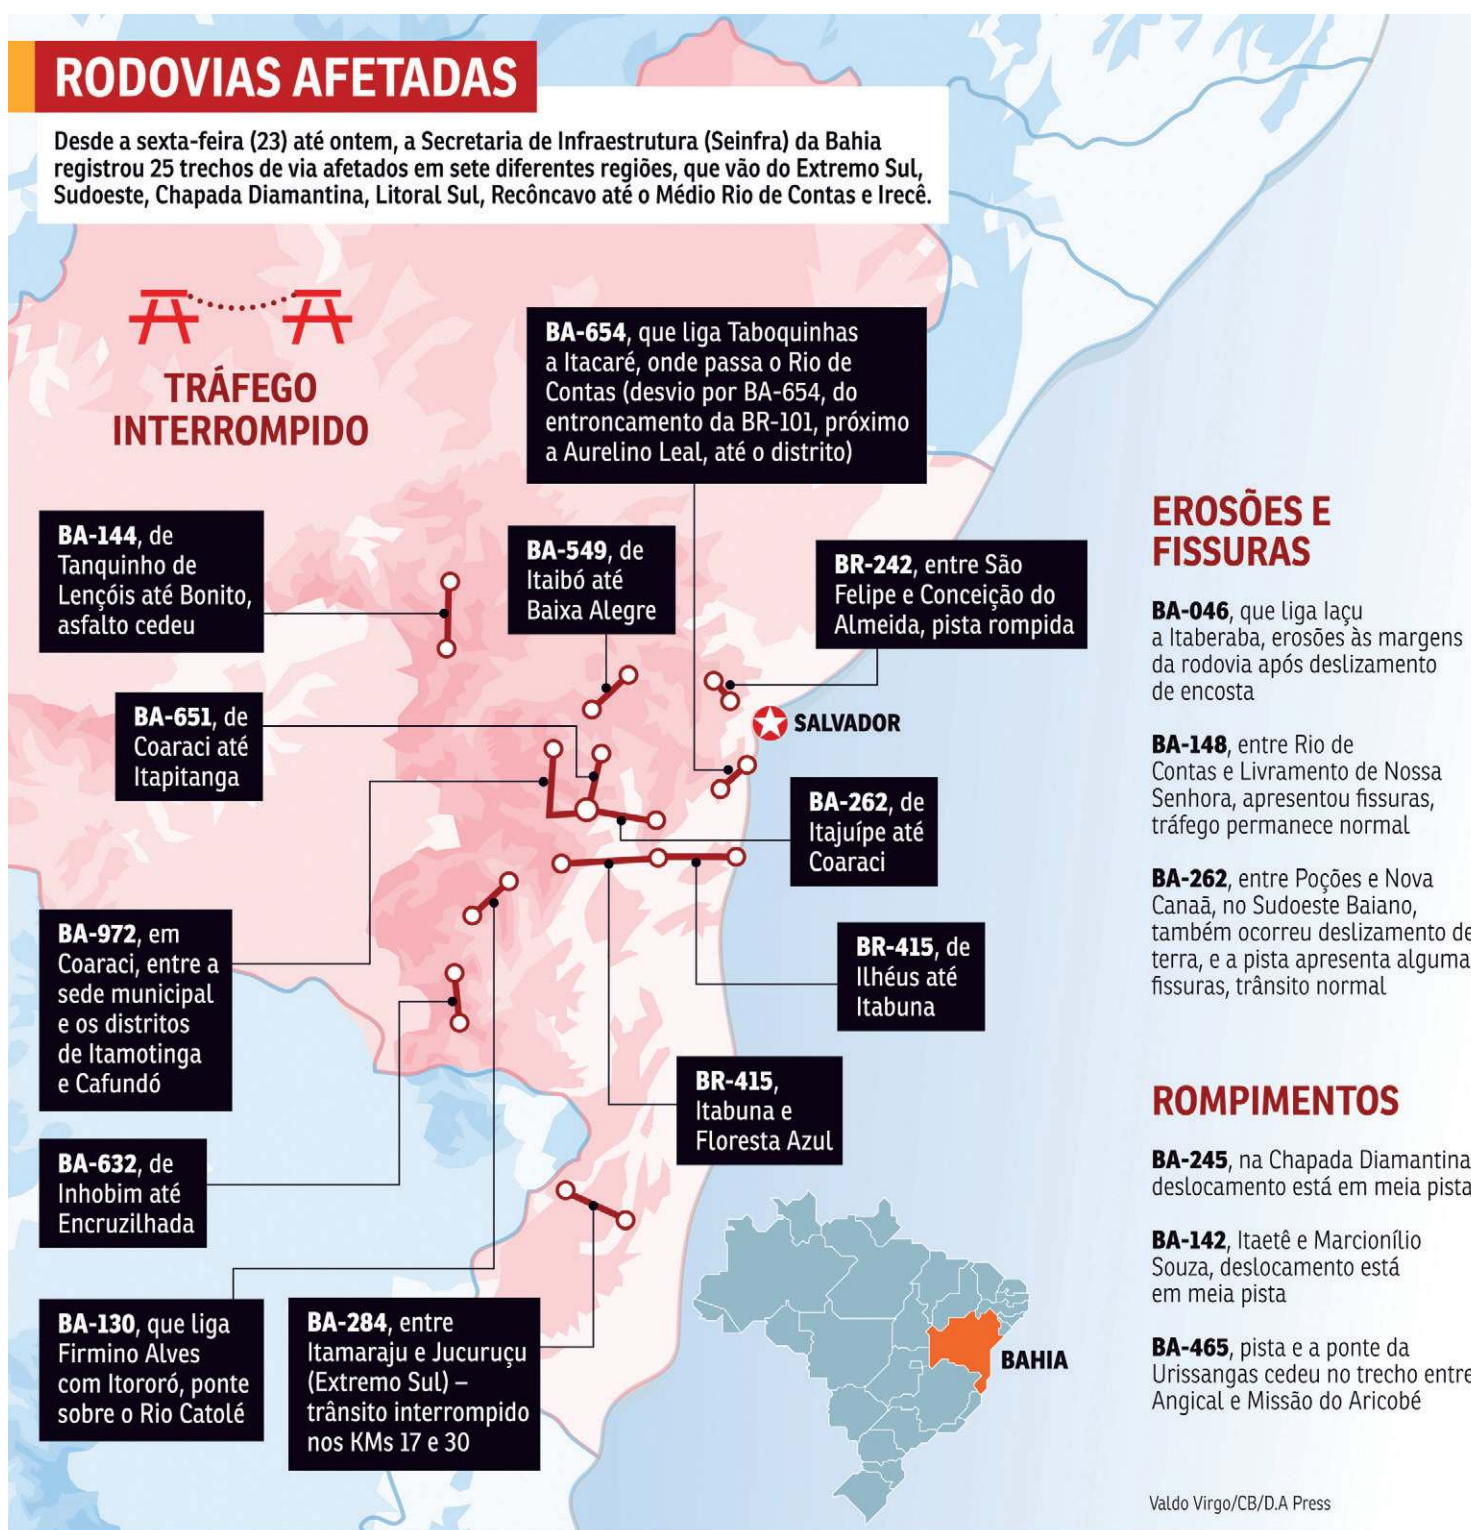 RODOVIAS AFETADAS
Desde a sexta-feira (23) até ontem, a Secretaria de Infraestrutura (Seinfra) da Bahia
registrou 25 trechos de via afetados em sete diferentes regiões, que vão do Extremo Sul,
Sudoeste, Chapada Diamantina, Litoral Sul, Recôncavo até o Médio Rio de Contas e Irecê.
TRÁFEGO
INTERROMPIDO
BA-654, que liga Taboquinhas
a Itacaré, onde passa o Rio de
Contas (desvio por BA-654, do
entroncamento da BR-101, próximo
a Aurelino Leal, até o distrito)
BA-144, de
Tanquinho de
Lençóis até Bonito,
asfalto cedeu
BA-549, de
Itaibó até
Baixa Alegre
BR-242, entre São
Felipe e Conceição do
Almeida, pista rompida
BA-651, de
Coaraci até
Itapitanga
SALVADOR
BA-262, de
Itajuípe até
Coaraci
BA-972, em
Coaraci, entre a
sede municipal
e os distritos
de Itamotinga
e Cafundó
BR-415, de
Ilhéus até
Itabuna
BR-415,
Itabuna e
Floresta Azul
BA-632, de
Inhobim até
Encruzilhada
BA-130, que liga
Firmino Alves
com Itororó, ponte
sobre o Rio Catolé
BA-284, entre
Itamaraju e Jucuruçu
(Extremo Sul) –
trânsito interrompido
nos KMs 17 e 30
BAHIA
EROSÕES E
FISSURAS
BA-046, que liga Iaçu
a Itaberaba, erosões às margens
da rodovia após deslizamento
de encosta
BA-148, entre Rio de
Contas e Livramento de Nossa
Senhora, apresentou fissuras,
tráfego permanece normal
BA-262, entre Poções e Nova
Canaã, no Sudoeste Baiano,
também ocorreu deslizamento de
terra, e a pista apresenta alguma
fissuras, trânsito normal
ROMPIMENTOS
BA-245, na Chapada Diamantina
deslocamento está em meia pista
BA-142, Itaetê e Marcionílio
Souza, deslocamento está
em meia pista
BA-465, pista e a ponte da
Urissangas cedeu no trecho entre
Angical e Missão do Aricobé
Valdo Virgo/CB/D.A Press